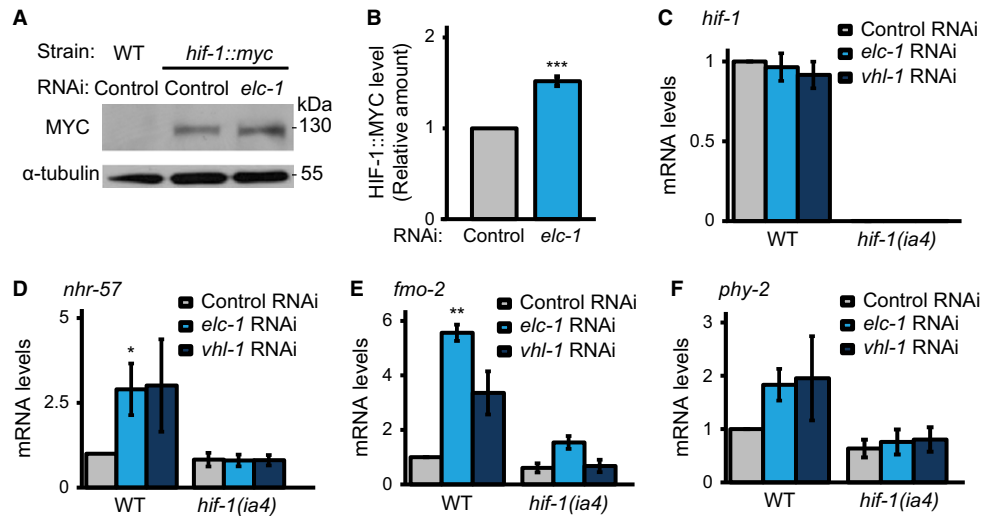 A
Strain: WT hif-1::myc
RNAi: Control Control elc-1
kDa
MYC
-130
α-tubulin
-55
B
HIF-1::MYC level
(Relative amount)
2
1
0
***
RNAi: Control elc-1
C
hif-1
Control RNAi
elc-1 RNAi
vhl-1 RNAi
mRNA levels
1
0.5
0
WT hif-1(ia4)
D
nhr-57
Control RNAi
elc-1 RNAi
vhl-1 RNAi
mRNA levels
5
2.5
0
*
WT hif-1(ia4)
E
fmo-2
Control RNAi
elc-1 RNAi
vhl-1 RNAi
mRNA levels
6
4
2
0
**
WT hif-1(ia4)
F
phy-2
Control RNAi
elc-1 RNAi
vhl-1 RNAi
mRNA levels
3
2
1
0
WT hif-1(ia4)